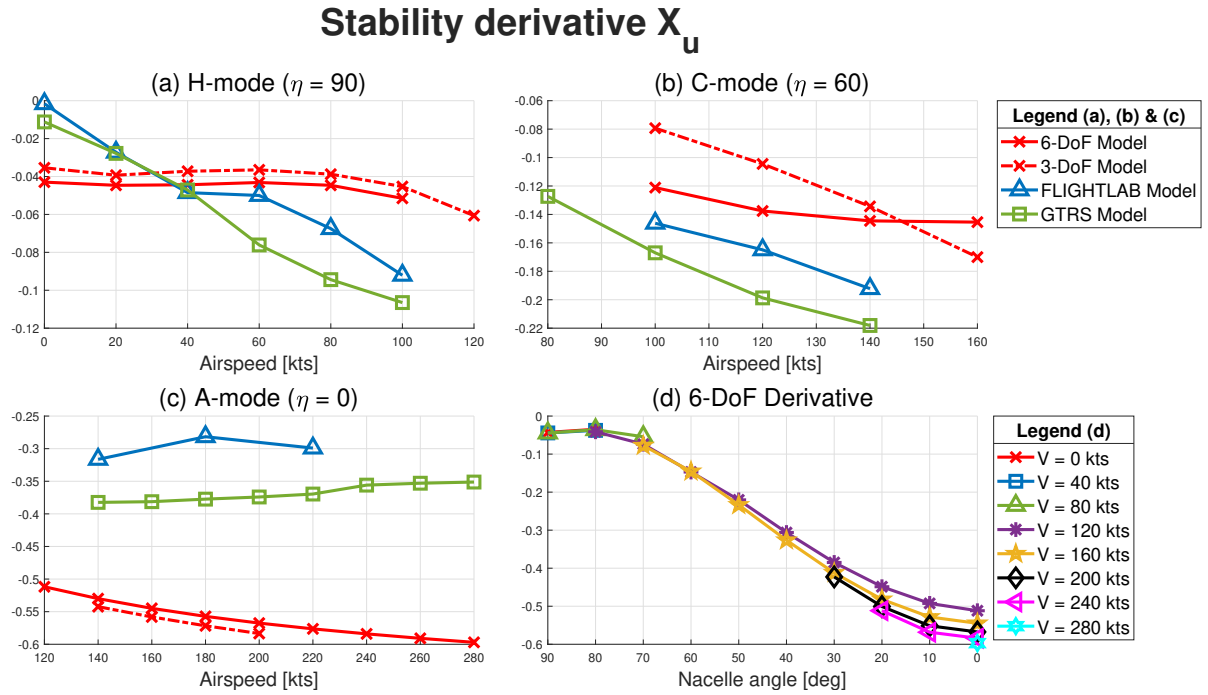 Stability derivative X_u
(a) H-mode (η = 90)
0
-0.02
-0.04
-0.06
-0.08
-0.1
-0.12
0 20 40 60 80 100 120
Airspeed [kts]
(b) C-mode (η = 60)
-0.06
-0.08
-0.1
-0.12
-0.14
-0.16
-0.18
-0.2
-0.22
80 90 100 110 120 130 140 150 160
Airspeed [kts]
Legend (a), (b) & (c)
6-DoF Model
3-DoF Model
FLIGHTLAB Model
GTRS Model
(c) A-mode (η = 0)
-0.25
-0.3
-0.35
-0.4
-0.45
-0.5
-0.55
-0.6
120 140 160 180 200 220 240 260 280
Airspeed [kts]
(d) 6-DoF Derivative
0
-0.1
-0.2
-0.3
-0.4
-0.5
-0.6
90 80 70 60 50 40 30 20 10 0
Nacelle angle [deg]
Legend (d)
V = 0 kts
V = 40 kts
V = 80 kts
V = 120 kts
V = 160 kts
V = 200 kts
V = 240 kts
V = 280 kts